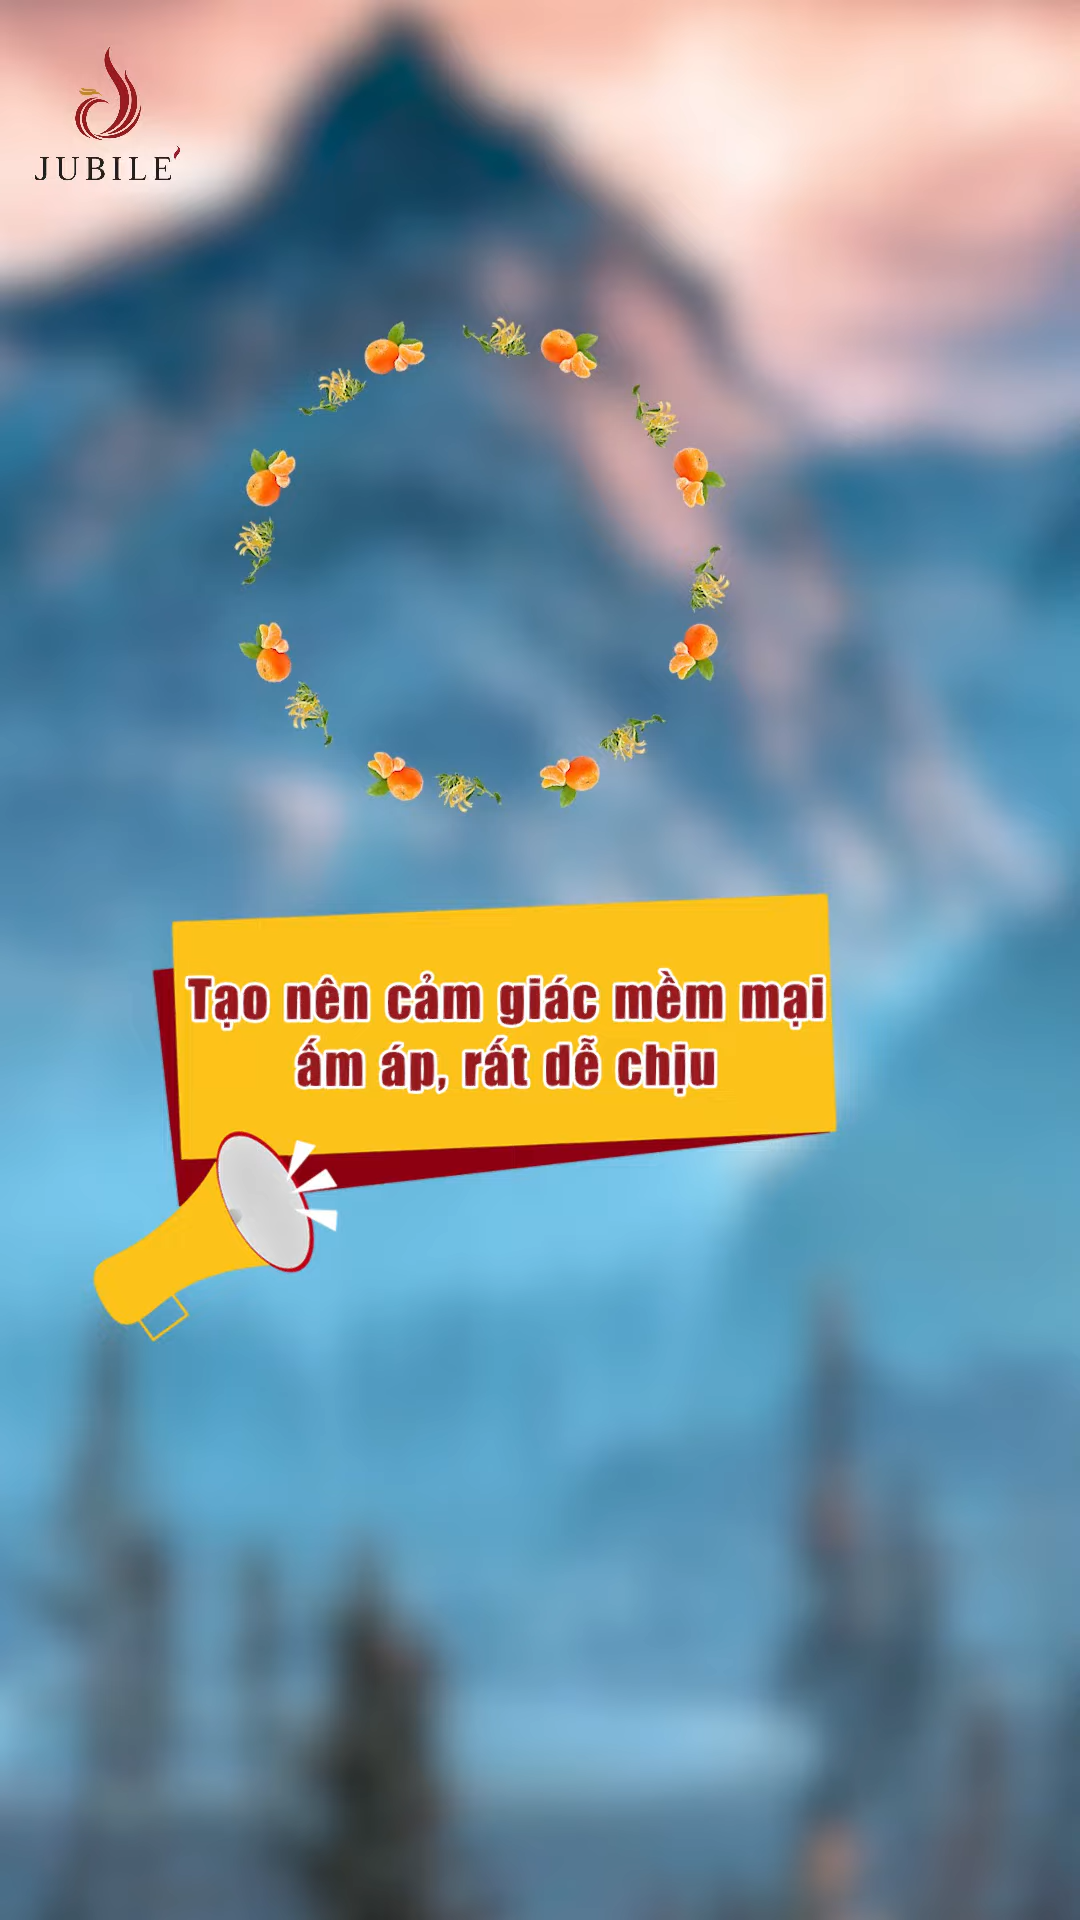 JUBILE'
Tạo nên cảm giác mềm mại
ấm áp, rất dễ chịu